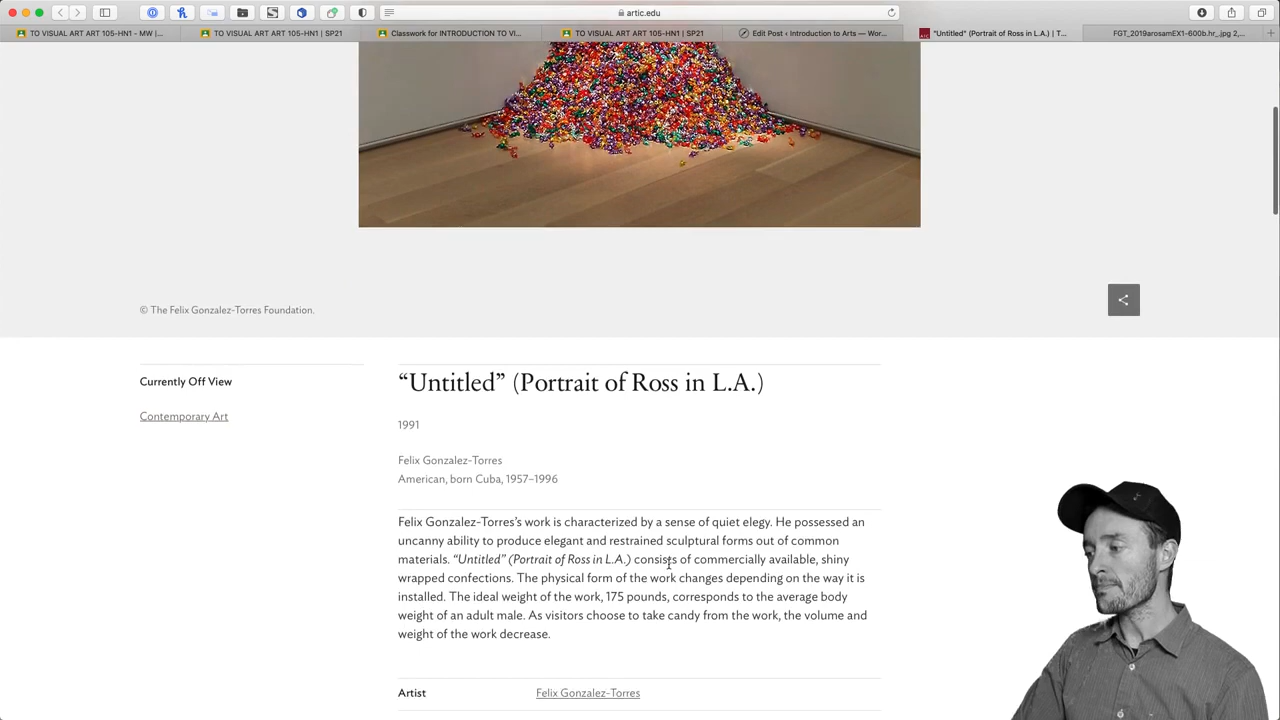 artic.edu
TO VISUAL ART ART 105-HN1 - MW |...
TO VISUAL ART ART 105-HN1 | SP21
Classwork for INTRODUCTION TO VI...
TO VISUAL ART ART 105-HN1 | SP21
Edit Post ‹ Introduction to Arts — Wor...
"Untitled" (Portrait of Ross in L.A.) | T...
FGT_2019arosamEX1-600b.hr_.jpg 2,...
© The Felix Gonzalez-Torres Foundation.
Currently Off View
Contemporary Art
“Untitled” (Portrait of Ross in L.A.)
1991
Felix Gonzalez-Torres
American, born Cuba, 1957–1996
Felix Gonzalez-Torres’s work is characterized by a sense of quiet elegy. He possessed an
uncanny ability to produce elegant and restrained sculptural forms out of common
materials. “Untitled” (Portrait of Ross in L.A.) consists of commercially available, shiny
wrapped confections. The physical form of the work changes depending on the way it is
installed. The ideal weight of the work, 175 pounds, corresponds to the average body
weight of an adult male. As visitors choose to take candy from the work, the volume and
weight of the work decrease.
Artist
Felix Gonzalez-Torres